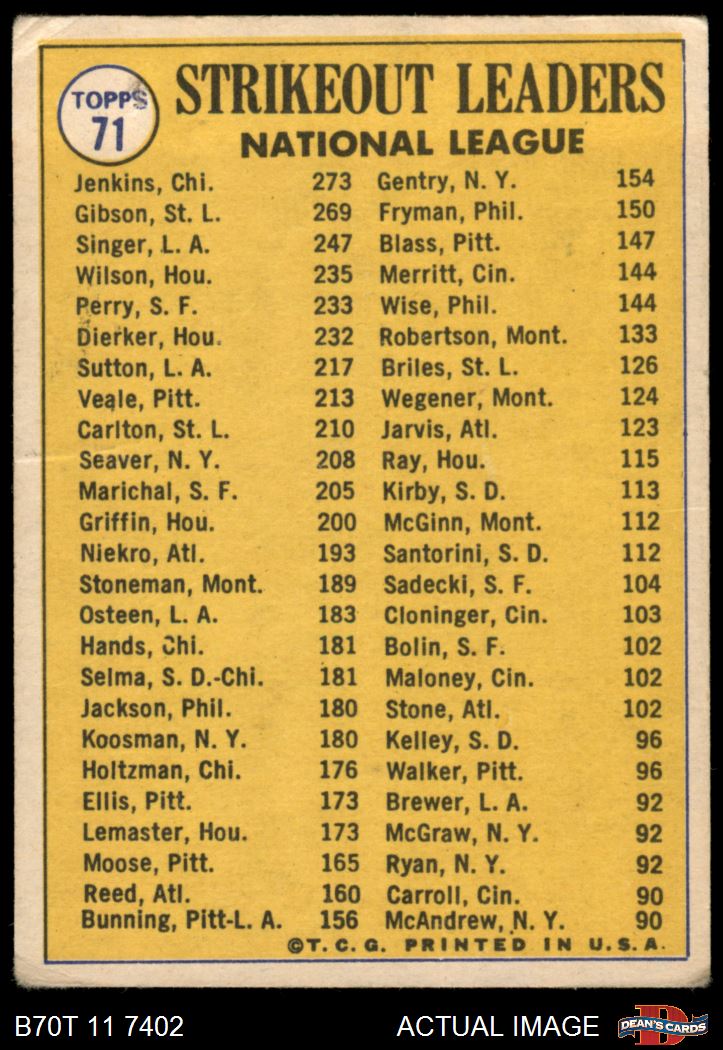 TOPPS
71
STRIKEOUT LEADERS
NATIONAL LEAGUE
Jenkins, Chi. 273
Gibson, St. L. 269
Singer, L. A. 247
Wilson, Hou. 235
Perry, S. F. 233
Dierker, Hou. 232
Sutton, L. A. 217
Veale, Pitt. 213
Carlton, St. L. 210
Seaver, N. Y. 208
Marichal, S. F. 205
Griffin, Hou. 200
Niekro, Atl. 193
Stoneman, Mont. 189
Osteen, L. A. 183
Hands, Chi. 181
Selma, S. D.-Chi. 181
Jackson, Phil. 180
Koosman, N. Y. 180
Holtzman, Chi. 176
Ellis, Pitt. 173
Lemaster, Hou. 173
Moose, Pitt. 165
Reed, Atl. 160
Bunning, Pitt-L. A. 156
Gentry, N. Y. 154
Fryman, Phil. 150
Blass, Pitt. 147
Merritt, Cin. 144
Wise, Phil. 144
Robertson, Mont. 133
Briles, St. L. 126
Wegener, Mont. 124
Jarvis, Atl. 123
Ray, Hou. 115
Kirby, S. D. 113
McGinn, Mont. 112
Santorini, S. D. 112
Sadecki, S. F. 104
Cloninger, Cin. 103
Bolin, S. F. 102
Maloney, Cin. 102
Stone, Atl. 102
Kelley, S. D. 96
Walker, Pitt. 96
Brewer, L. A. 92
McGraw, N. Y. 92
Ryan, N. Y. 92
Carroll, Cin. 90
McAndrew, N. Y. 90
©T. C. G. PRINTED IN U. S. A.
B70T 11 7402
ACTUAL IMAGE
D
DEAN'S CARDS